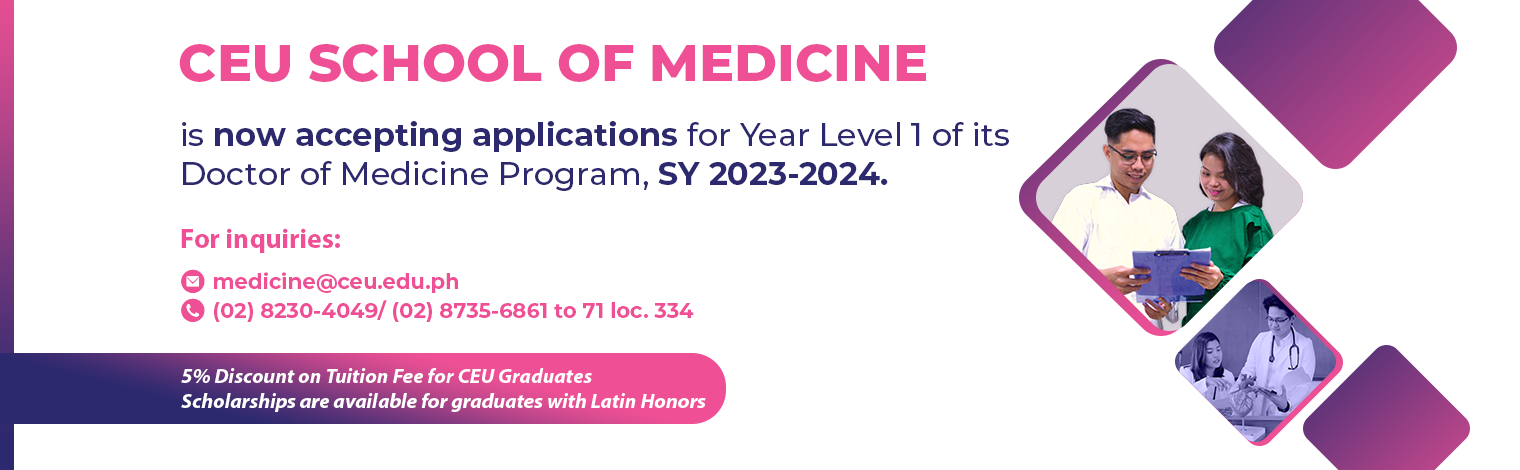 CEU SCHOOL OF MEDICINE
is now accepting applications for Year Level 1 of its
Doctor of Medicine Program, SY 2023-2024.
For inquiries:
medicine@ceu.edu.ph
(02) 8230-4049/ (02) 8735-6861 to 71 loc. 334
5% Discount on Tuition Fee for CEU Graduates
Scholarships are available for graduates with Latin Honors